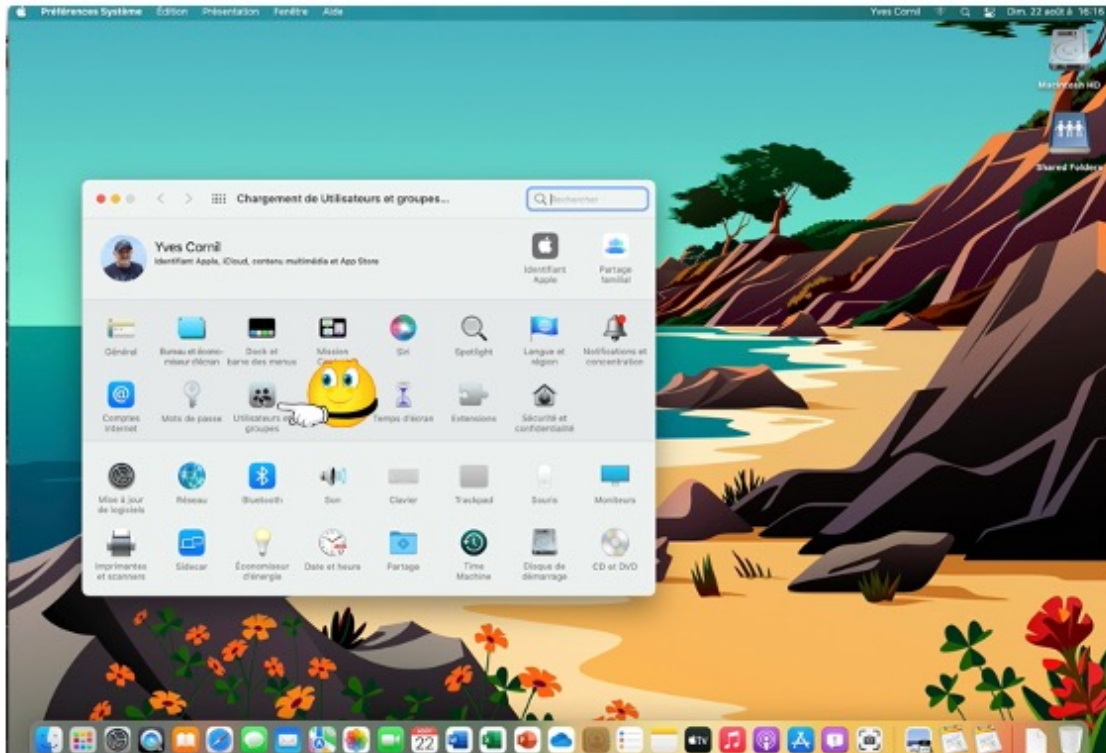 Préférences Système Édition Présentation Fenêtre Aide Yves Cornil Dim. 22 août à 16:16
Macintosh HD
Shared Folders
Chargement de Utilisateurs et groupes... Rechercher
Yves Cornil
Identifiant Apple, iCloud, contenu multimédia et App Store
Identifiant Partage
Apple familial
Général Bureau et écono- Dock et Mission Siri Spotlight Langue et Notifications et
miseur d'écran barre des menus région concentration
Comptes Mots de passe Utilisateurs Temps d'écran Extensions Sécurité et
Internet groupes confidentialité
Mise à jour Réseau Bluetooth Son Clavier Trackpad Souris Moniteurs
de logiciels
Imprimantes Sidecar Économiseur Date et heure Partage Time Disque de CD et DVD
et scanners d'énergie Machine démarrage
22
tv